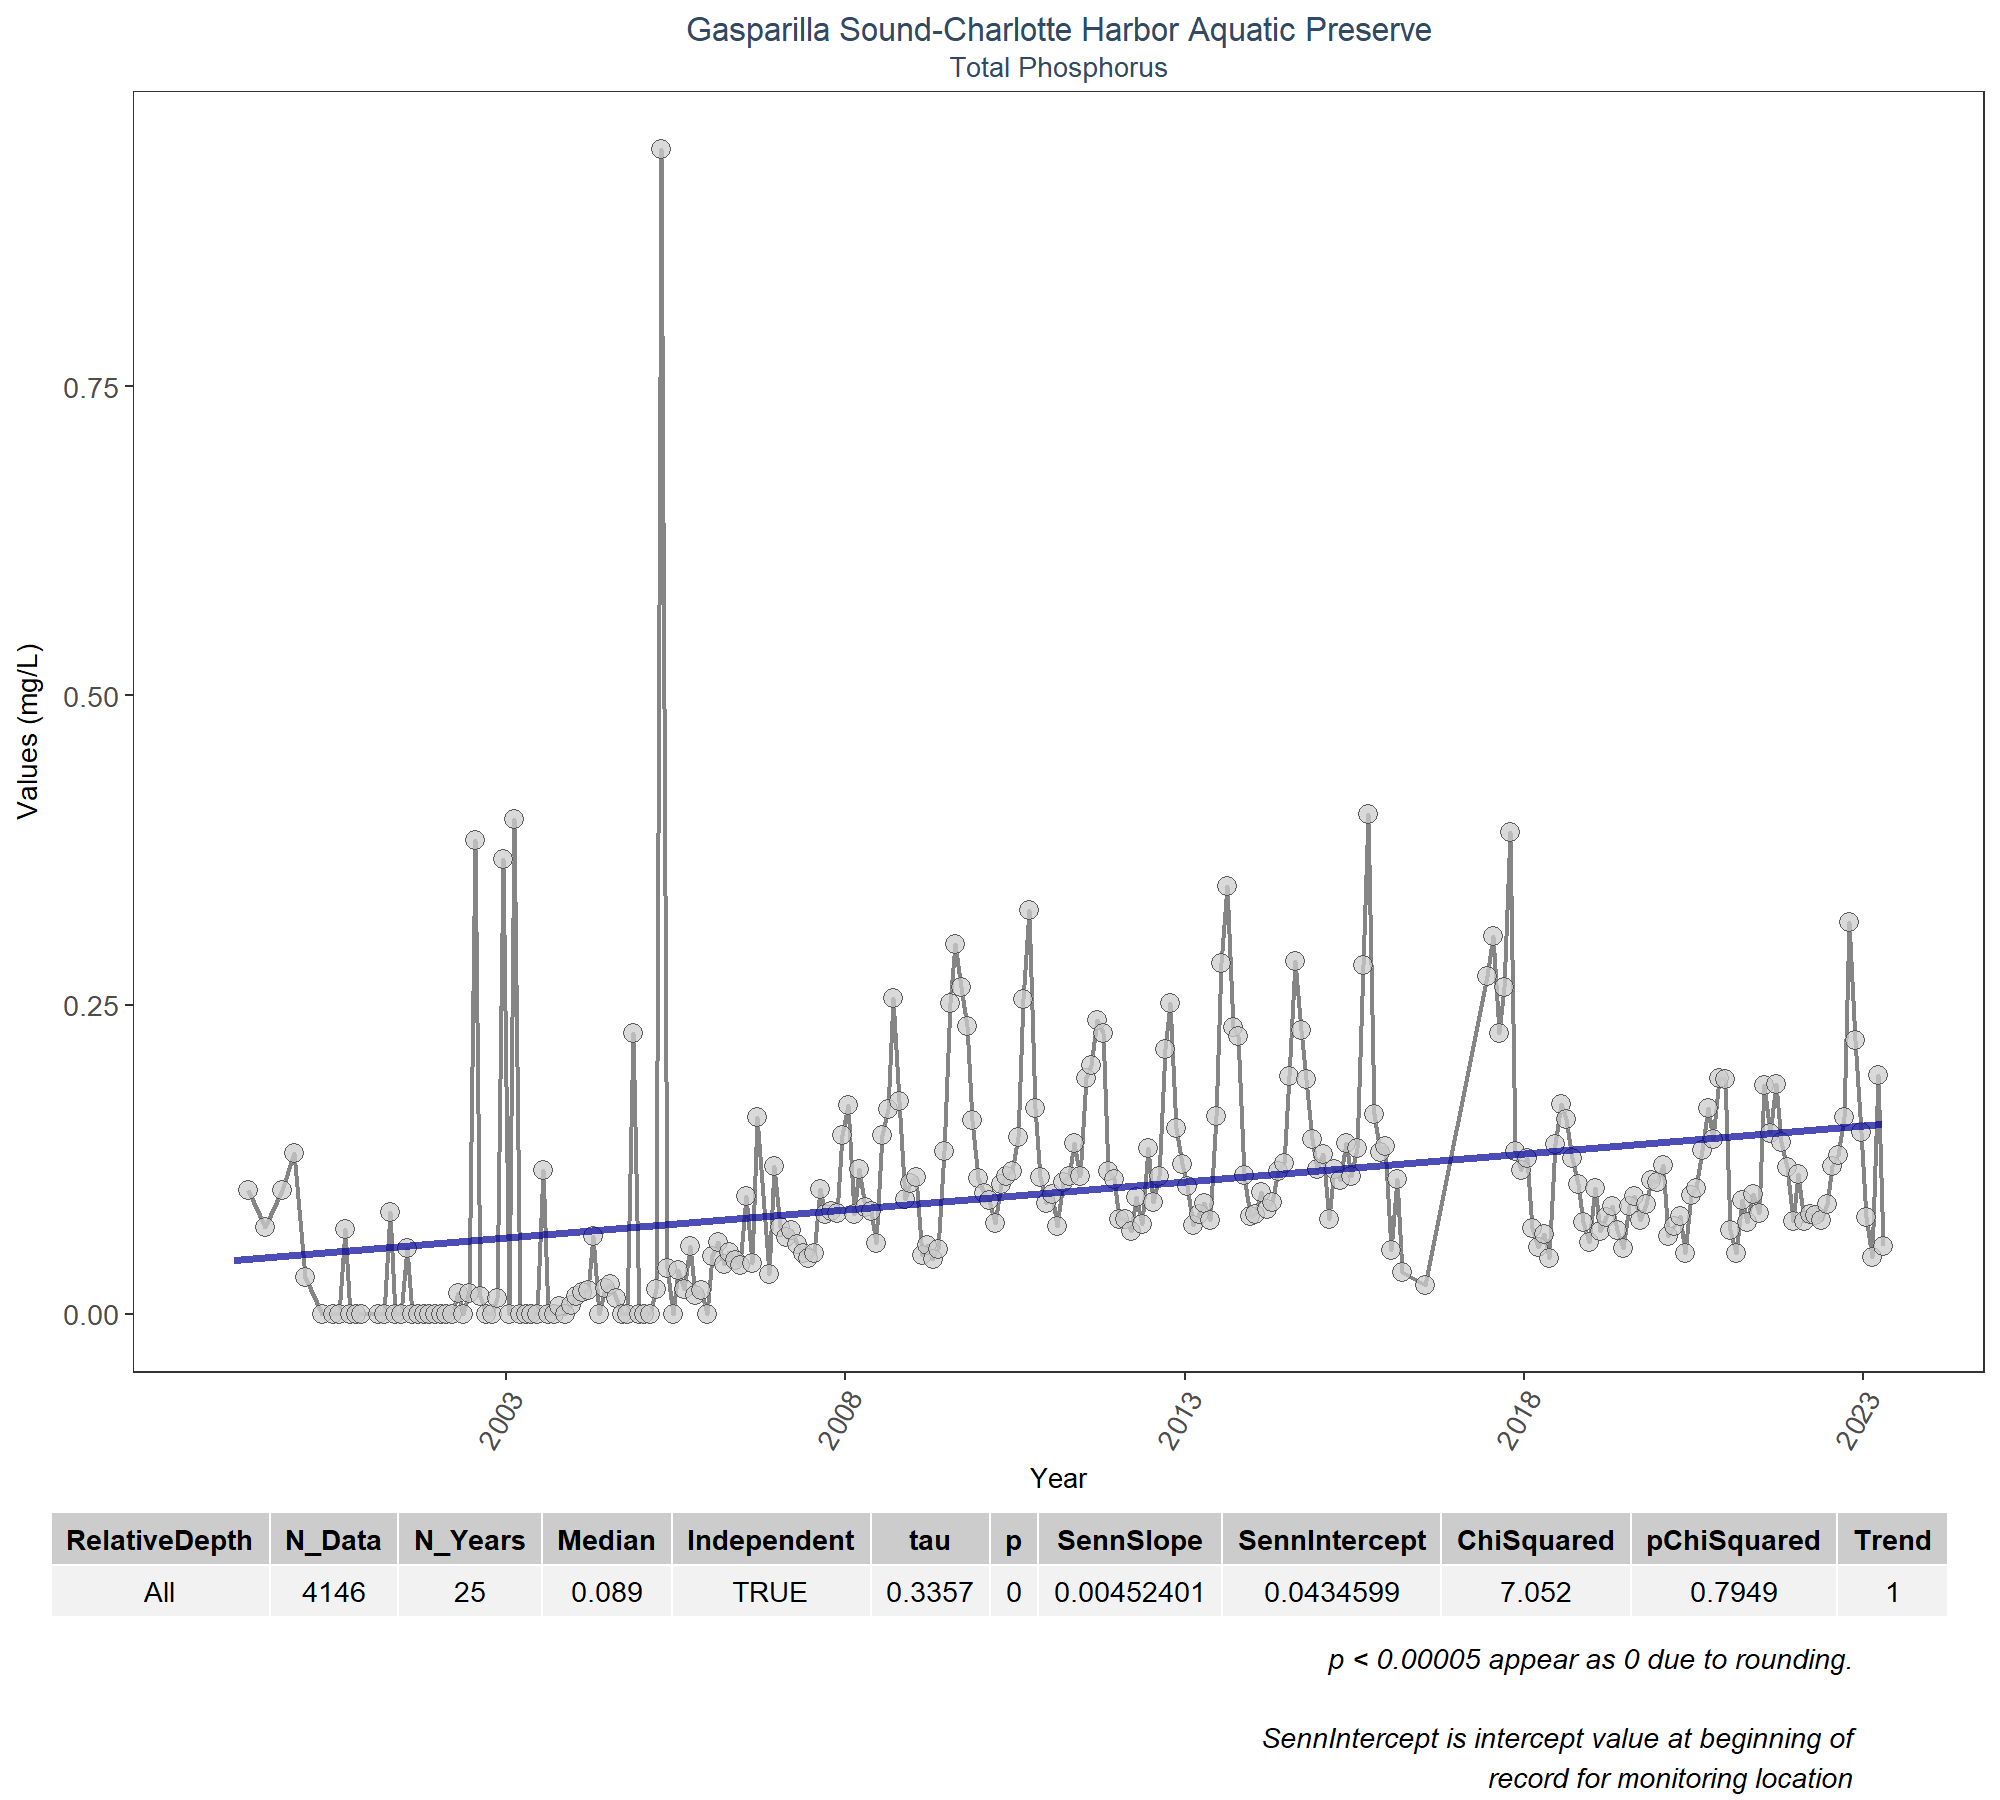 Gasparilla Sound-Charlotte Harbor Aquatic Preserve
Total Phosphorus
Values (mg/L)
0.75
0.50
0.25
0.00
2003 2008 2013 2018 2023
Year
RelativeDepth N_Data N_Years Median Independent tau p SennSlope SennIntercept ChiSquared pChiSquared Trend
All 4146 25 0.089 TRUE 0.3357 0 0.00452401 0.0434599 7.052 0.7949 1
p < 0.00005 appear as 0 due to rounding.
SennIntercept is intercept value at beginning of
record for monitoring location